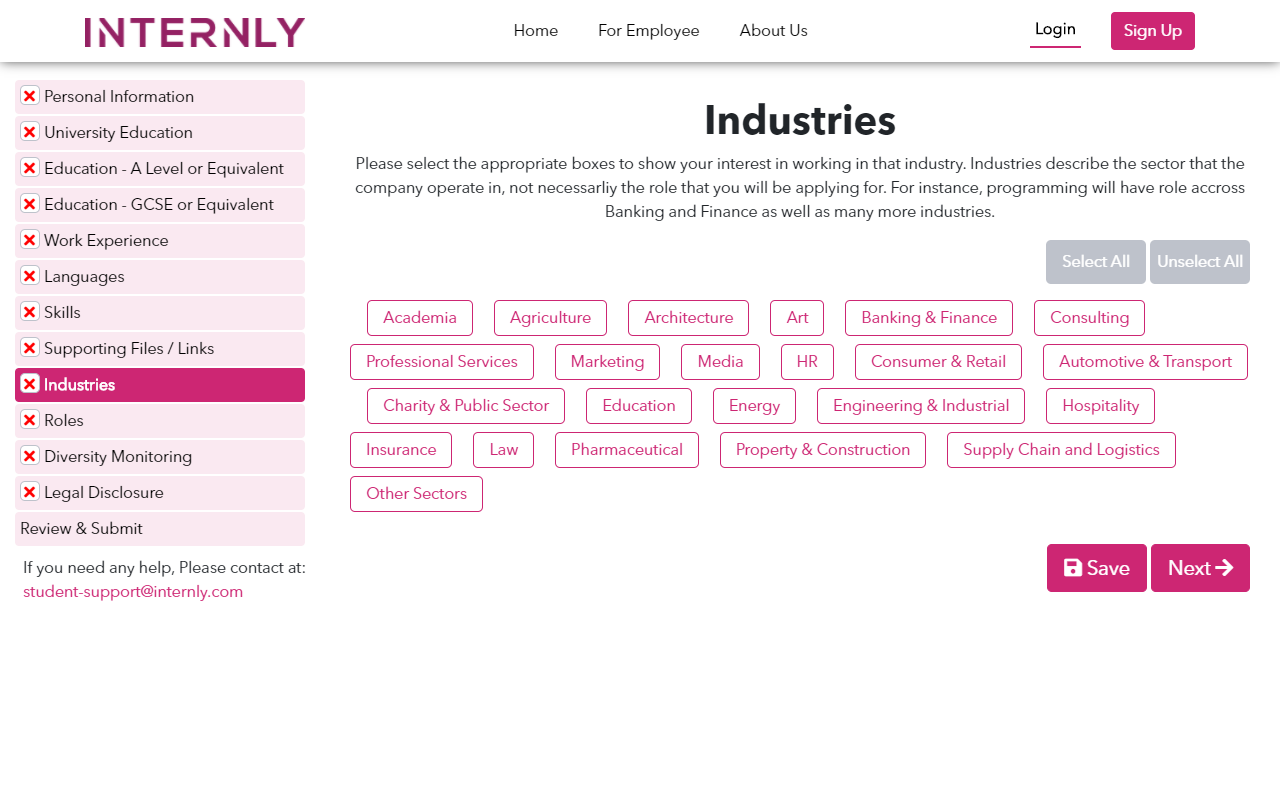 INTERNLY
Home
For Employee
About Us
Login
Sign Up
Personal Information
University Education
Education - A Level or Equivalent
Education - GCSE or Equivalent
Work Experience
Languages
Skills
Supporting Files / Links
Industries
Roles
Diversity Monitoring
Legal Disclosure
Review & Submit
If you need any help, Please contact at:
student-support@internly.com
Industries
Please select the appropriate boxes to show your interest in working in that industry. Industries describe the sector that the
company operate in, not necessarliy the role that you will be applying for. For instance, programming will have role accross
Banking and Finance as well as many more industries.
Select All
Unselect All
Academia
Agriculture
Architecture
Art
Banking & Finance
Consulting
Professional Services
Marketing
Media
HR
Consumer & Retail
Automotive & Transport
Charity & Public Sector
Education
Energy
Engineering & Industrial
Hospitality
Insurance
Law
Pharmaceutical
Property & Construction
Supply Chain and Logistics
Other Sectors
Save
Next